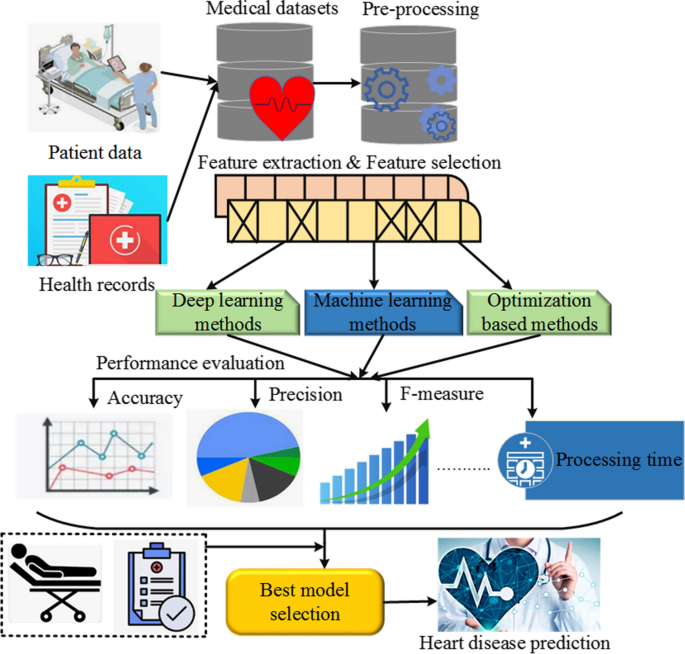 Medical datasets
Pre-processing
Patient data
Feature extraction & Feature selection
Health records
Deep learning
methods
Machine learning
methods
Optimization
based methods
Performance evaluation
Accuracy
Precision
F-measure
Processing time
Best model
selection
Heart disease prediction